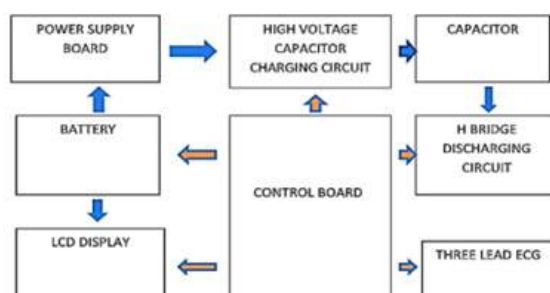 POWER SUPPLY
BOARD
HIGH VOLTAGE
CAPACITOR
CHARGING CIRCUIT
CAPACITOR
BATTERY
CONTROL BOARD
H BRIDGE
DISCHARGING
CIRCUIT
LCD DISPLAY
THREE LEAD ECG